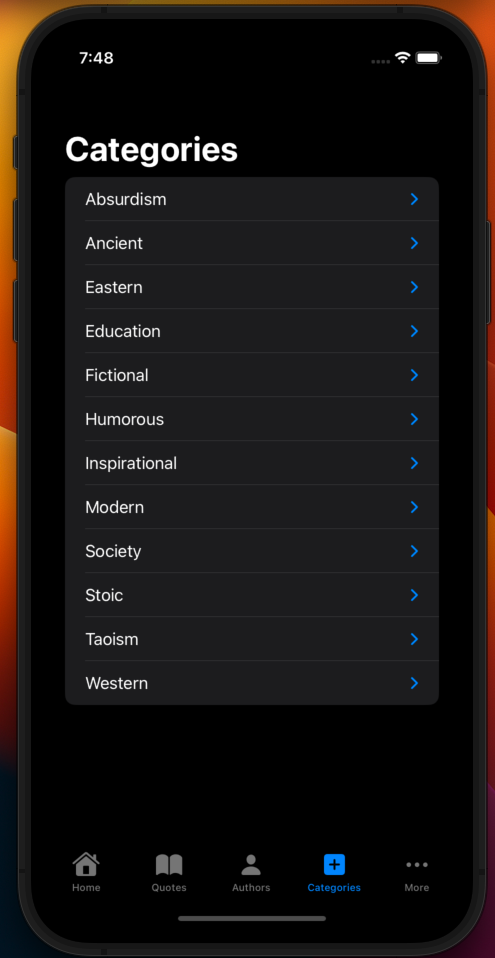 7:48
Categories
Absurdism
Ancient
Eastern
Education
Fictional
Humorous
Inspirational
Modern
Society
Stoic
Taoism
Western
Home Quotes Authors Categories More